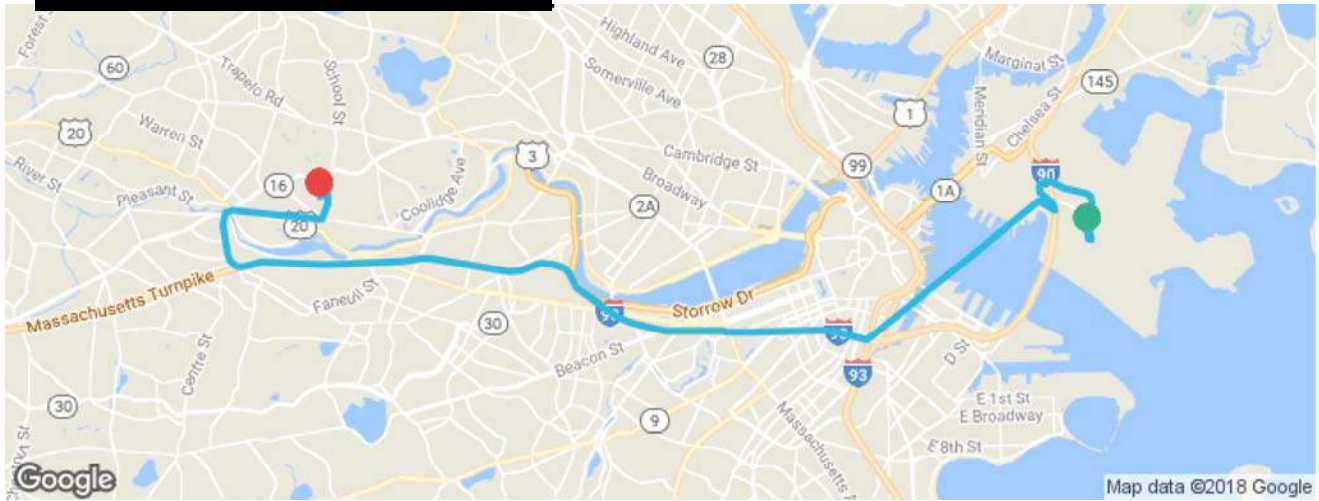 Forest S
60
Trapelo Rd
School St
Highland Ave
28
Somerville Ave
Marginal St
145
Meridian St
Chelsea St
1
20
Warren St
3
Cambridge St
99
90
River St
16
Pleasant St
Coolidge Ave
Broadway
2A
1A
20
Massachusetts Turnpike
Faneuil St
Storrow Dr
30
Beacon St
93
D St
Centre St
30
9
Massachusetts A
E 1st St
E Broadway
E 8th St
Google
Map data ©2018 Google